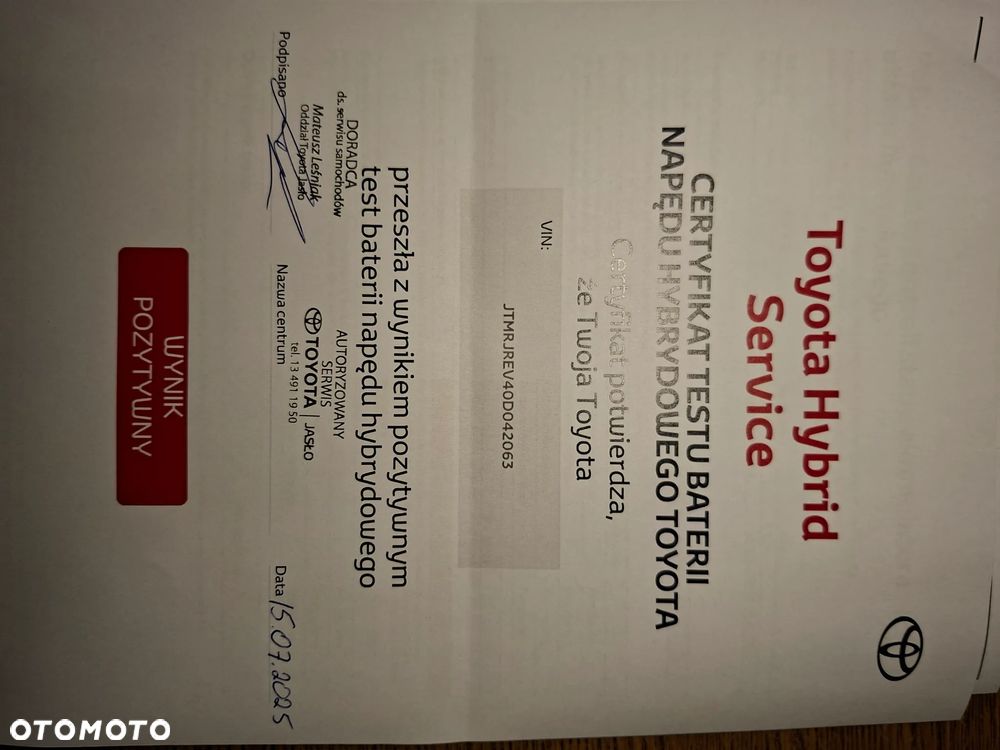 Toyota Hybrid
Service
CERTYFIKAT TESTU BATERII
NAPĘDU HYBRYDOWEGO TOYOTA
Certyfikat potwierdza,
że Twoja Toyota
VIN:
JTMRJREV40D042063
przeszła z wynikiem pozytywnym
test baterii napędu hybrydowego
DORADCA
ds. serwisu samochodów
Mateusz Leśniak
Oddział Toyota Jasło
Podpisano
AUTORYZOWANY
SERWIS
TOYOTA | JASŁO
tel. 13 491 19 50
Nazwa centrum
Data 15.07.2025
WYNIK
POZYTYWNY
OTOMOTO